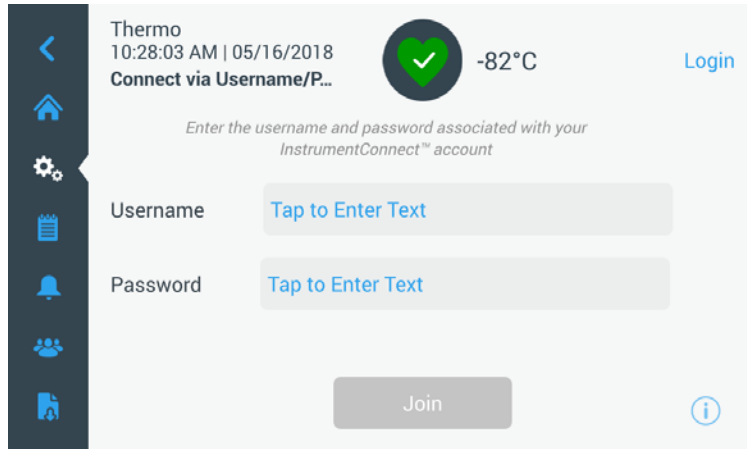 Thermo
10:28:03 AM | 05/16/2018
Connect via Username/P...
-82°C
Login
Enter the username and password associated with your
InstrumentConnect™ account
Username
Tap to Enter Text
Password
Tap to Enter Text
Join